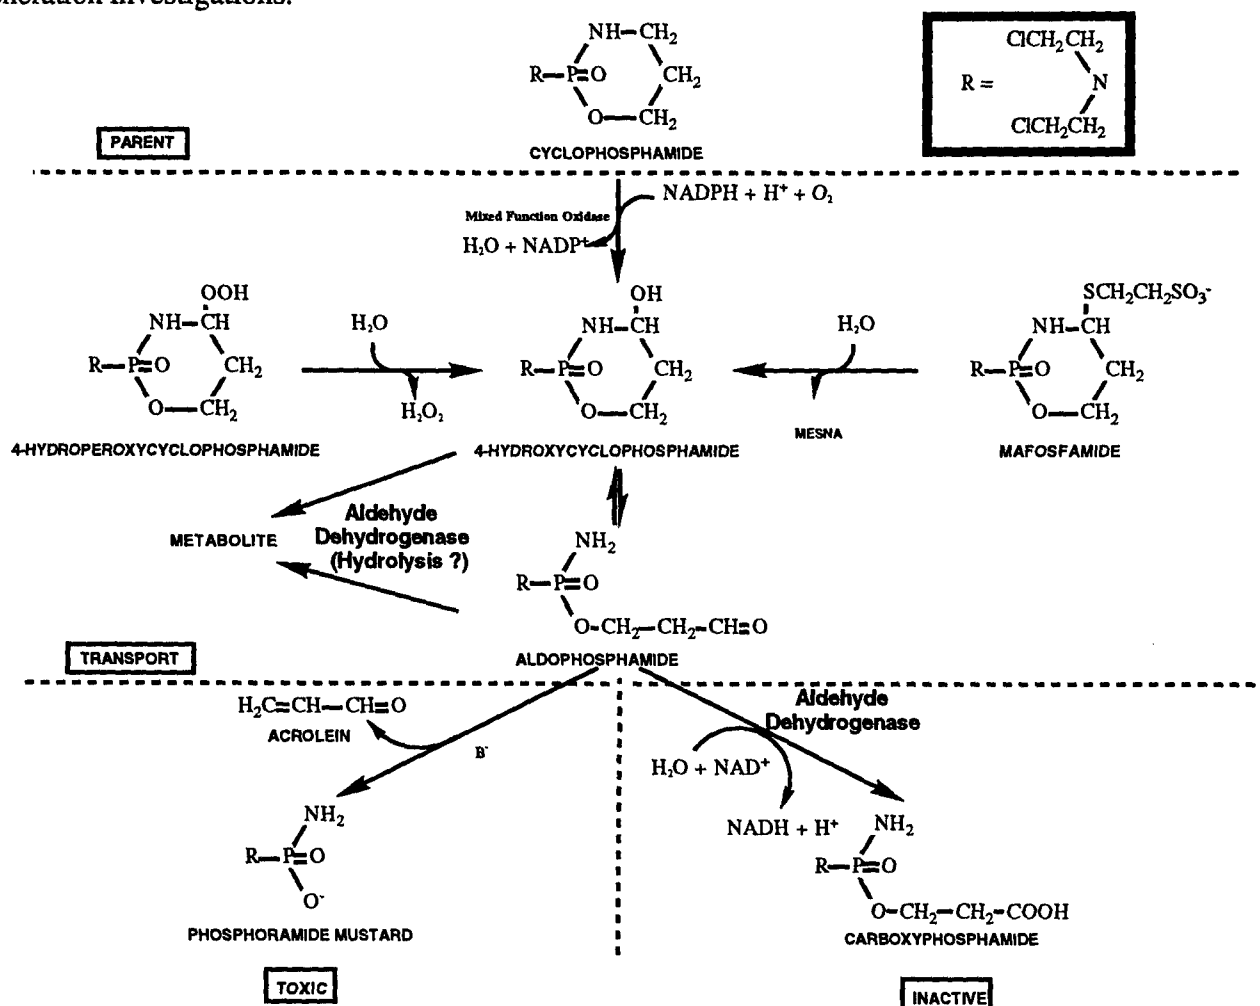 NH—CH₂
R—P=O
CH₂
O—CH₂
CYCLOPHOSPHAMIDE
PARENT
ClCH₂CH₂
R =
N
ClCH₂CH₂
NADPH + H⁺ + O₂
Mixed Function Oxidase
H₂O + NADP⁺
OOH
NH—CH
R—P=O
CH₂
O—CH₂
4-HYDROPEROXYCYCLOPHOSPHAMIDE
H₂O
H₂O₂
OH
NH—CH
R—P=O
CH₂
O—CH₂
4-HYDROXYCYCLOPHOSPHAMIDE
H₂O
MESNA
SCH₂CH₂SO₃⁻
NH—CH
R—P=O
CH₂
O—CH₂
MAFOSFAMIDE
METABOLITE
Aldehyde
Dehydrogenase
(Hydrolysis ?)
NH₂
R—P=O
O—CH₂—CH₂—CH=O
ALDOPHOSPHAMIDE
TRANSPORT
H₂C=CH—CH=O
ACROLEIN
B⁻
NH₂
R—P=O
O⁻
PHOSPHORAMIDE MUSTARD
TOXIC
Aldehyde
Dehydrogenase
H₂O + NAD⁺
NADH + H⁺
NH₂
R—P=O
O—CH₂—CH₂—COOH
CARBOXYPHOSPHAMIDE
INACTIVE